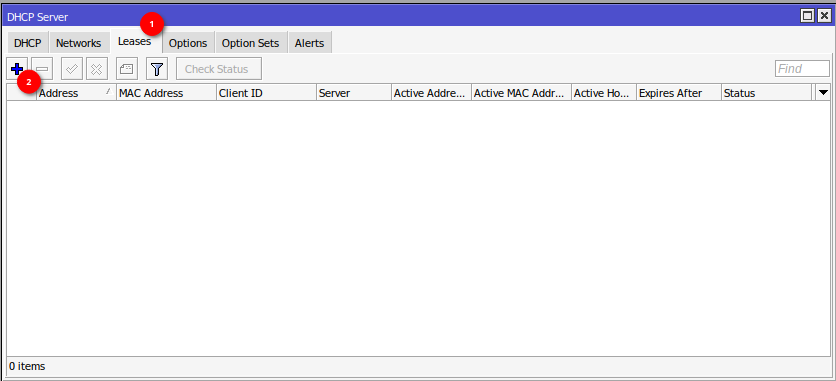 DHCP Server
1
DHCP Networks Leases Options Option Sets Alerts
Check Status Find
2
Address MAC Address Client ID Server Active Addre... Active MAC Addr... Active Ho... Expires After Status
0 items